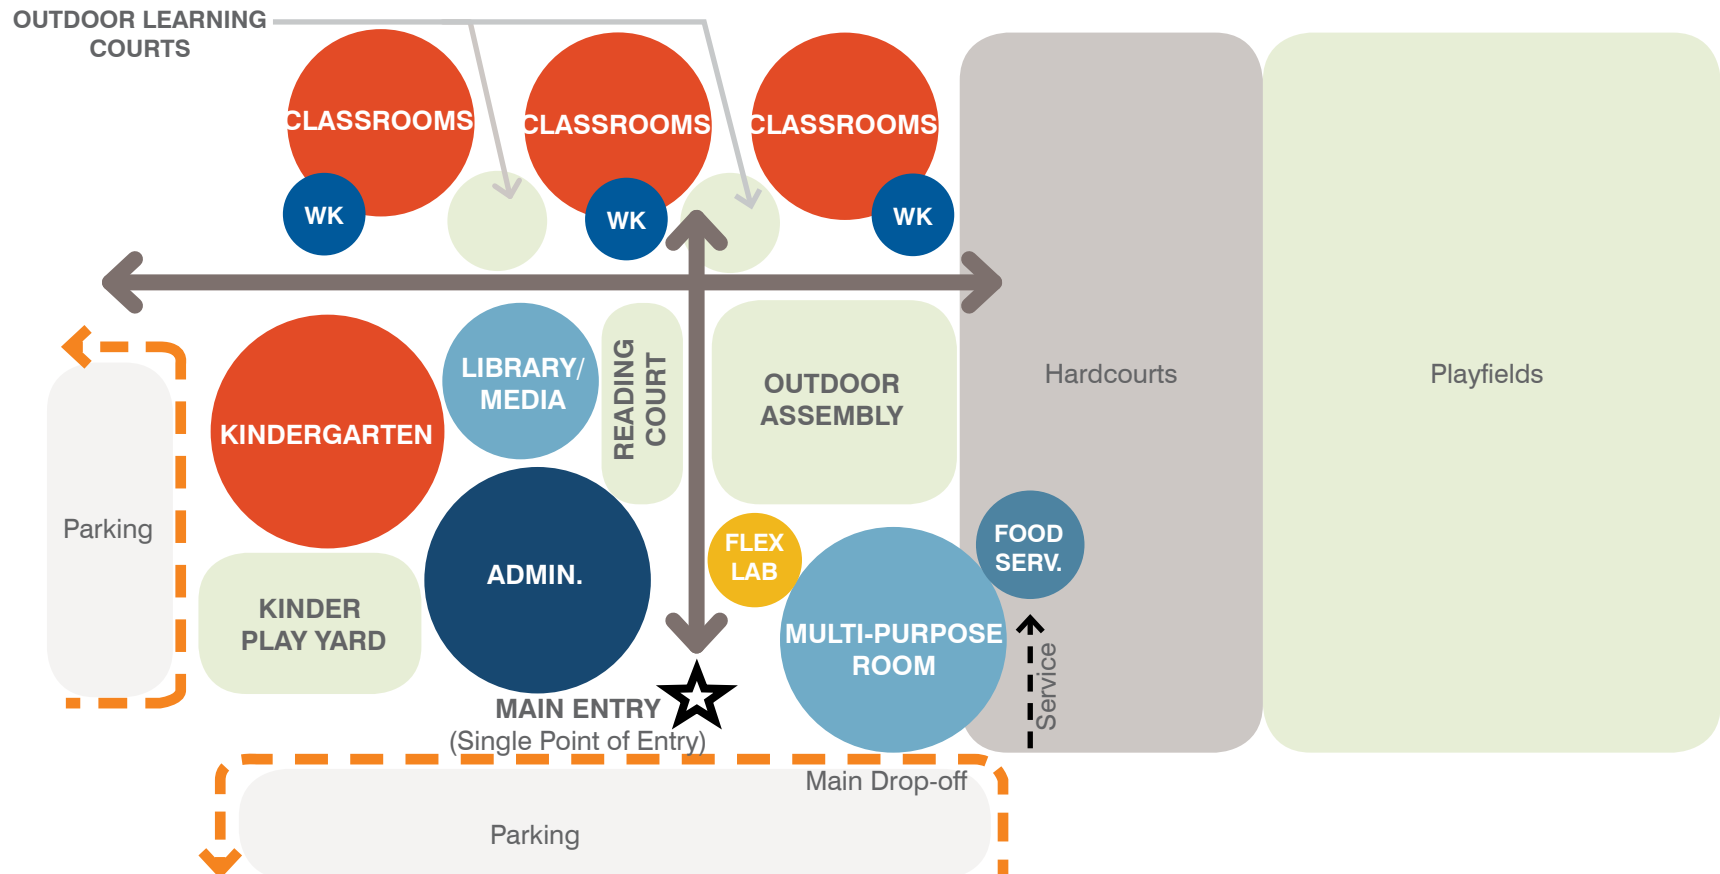 OUTDOOR LEARNING
COURTS
CLASSROOMS
CLASSROOMS
CLASSROOMS
WK
WK
WK
LIBRARY/
MEDIA
READING
COURT
OUTDOOR
ASSEMBLY
Hardcourts
Playfields
KINDERGARTEN
Parking
FLEX
LAB
FOOD
SERV.
ADMIN.
KINDER
PLAY YARD
MULTI-PURPOSE
ROOM
Service
MAIN ENTRY
(Single Point of Entry)
Main Drop-off
Parking